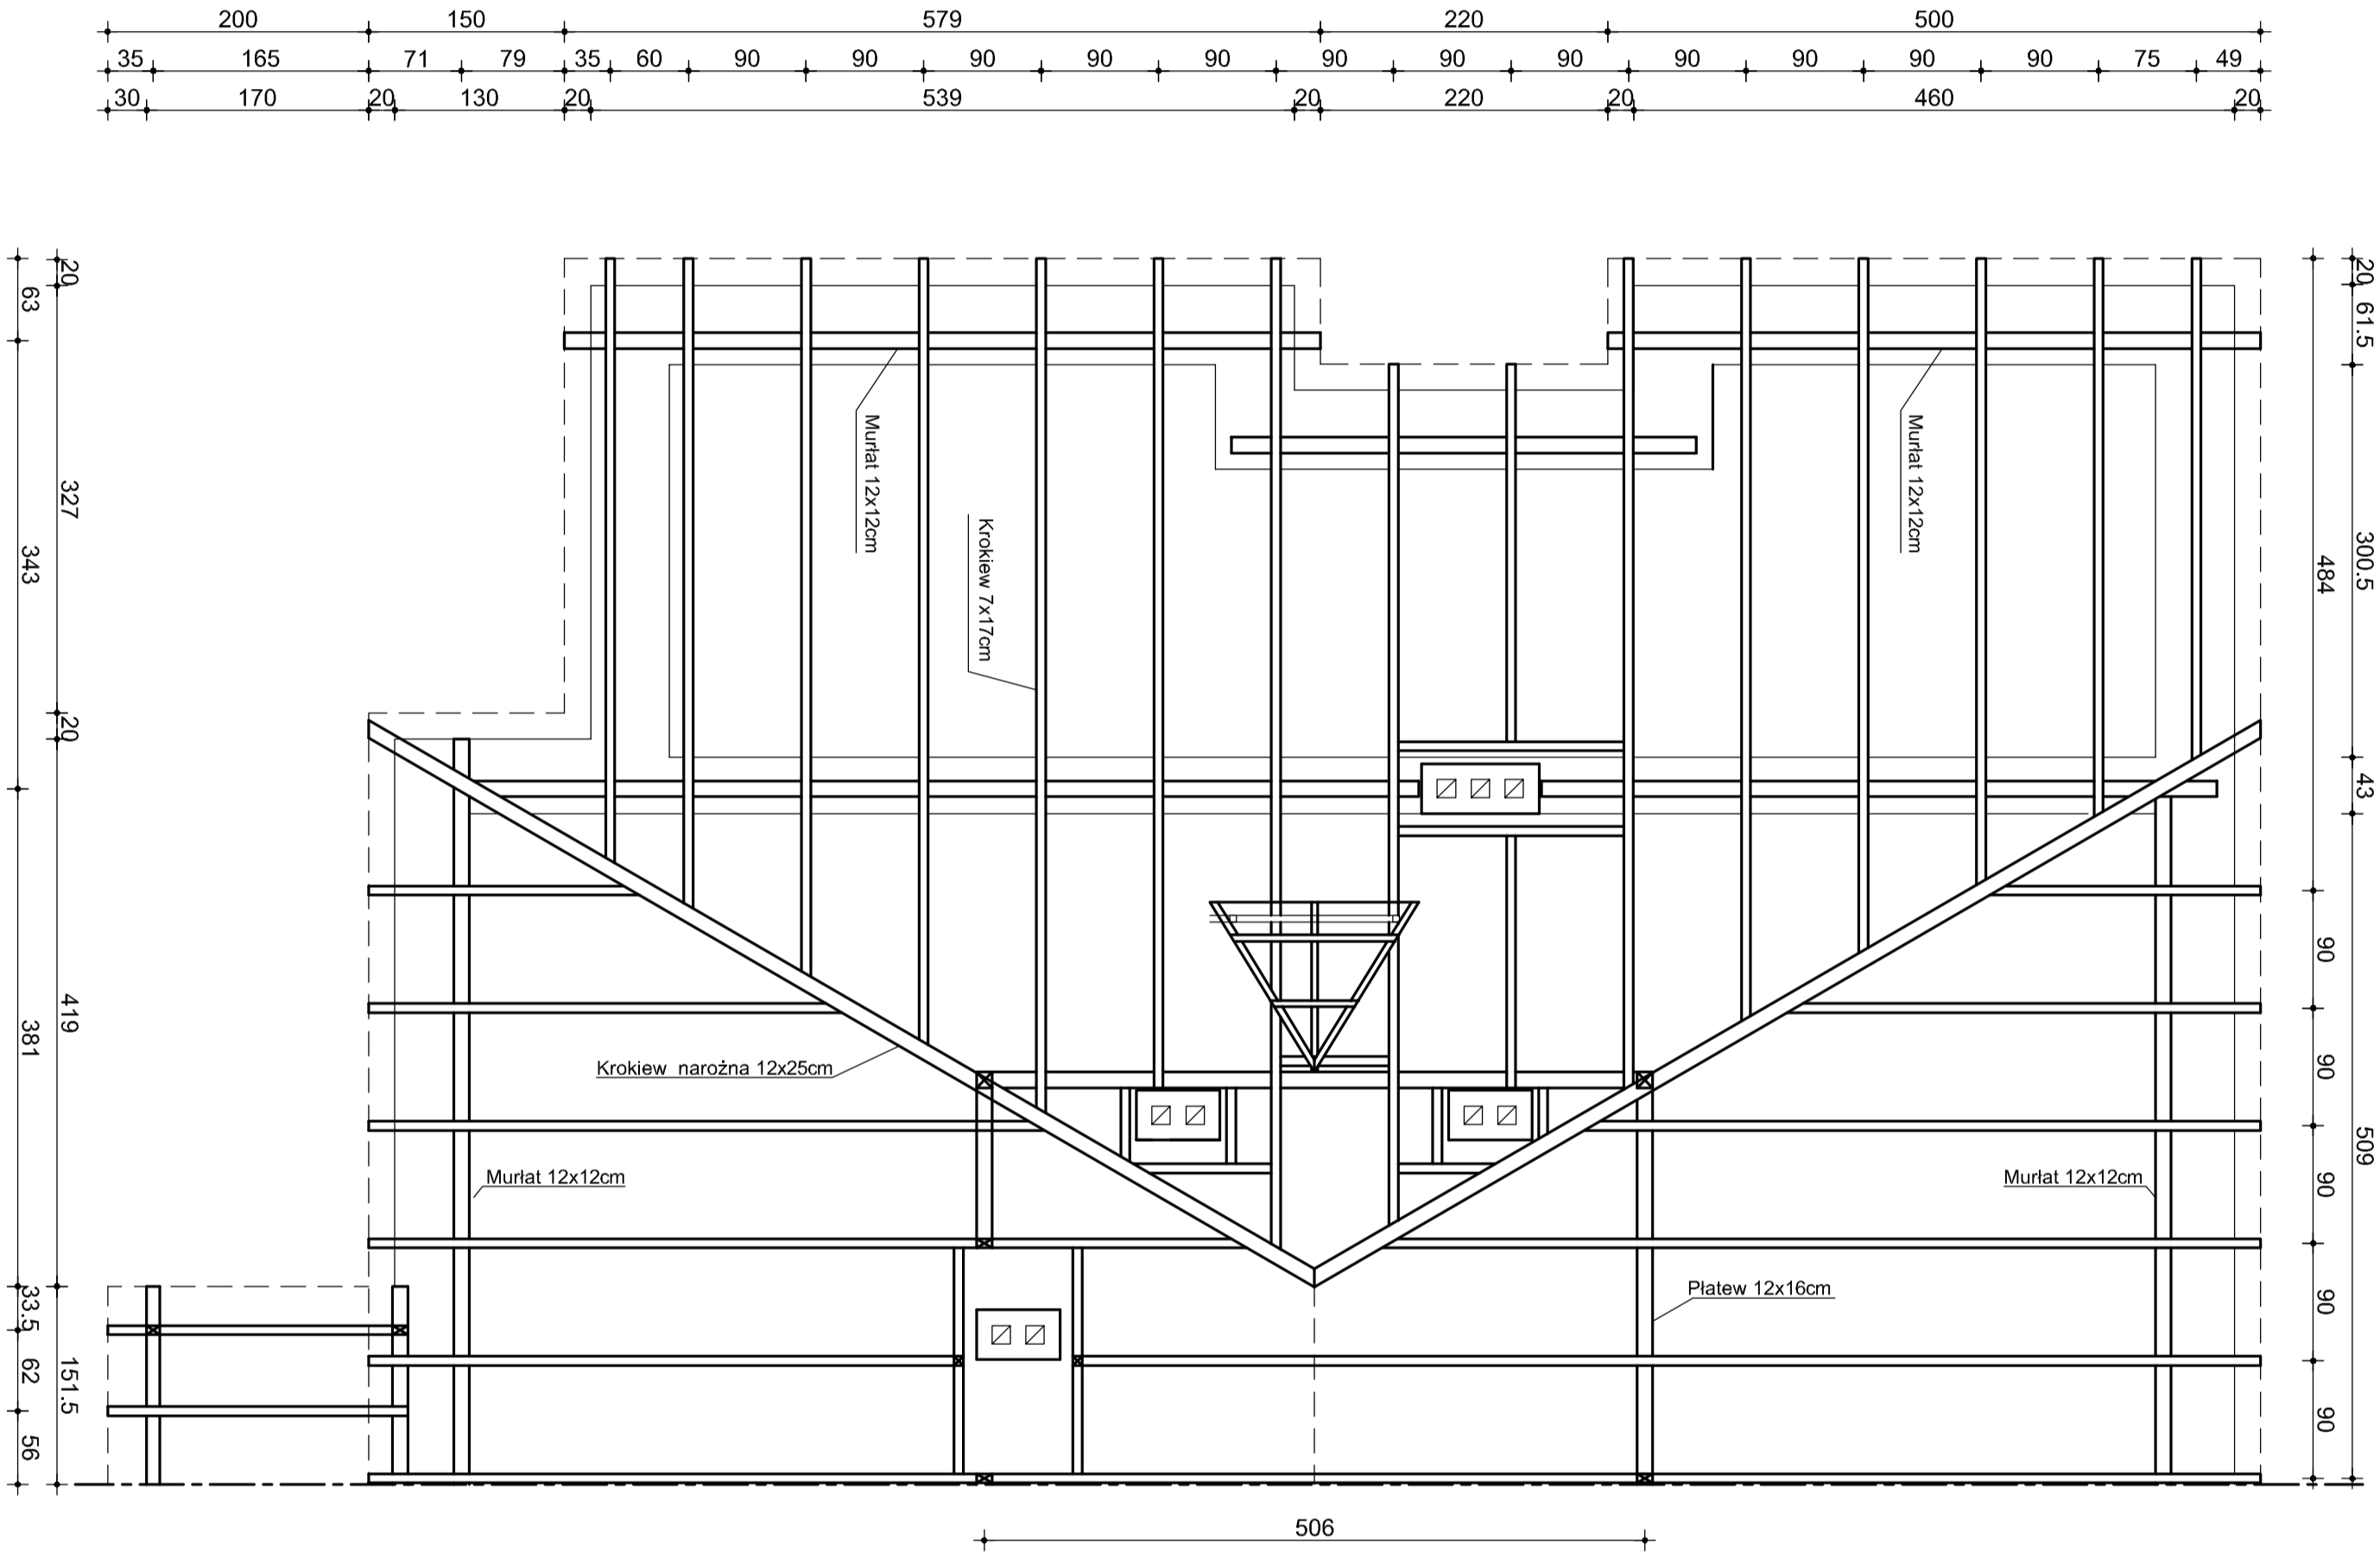 200 150 579 220 500
35 165 71 79 35 60 90 90 90 90 90 90 90 90 90 90 90 90 75 49
30 170 20 130 20 539 20 220 20 460 20
63
343
381
33.5
62
56
20
327
20
419
151.5
Murłat 12x12cm
Krokiew 7x17cm
Murłat 12x12cm
Krokiew narożna 12x25cm
Murłat 12x12cm
Murłat 12x12cm
Płatew 12x16cm
484
90
90
90
90
90
20
61.5
300.5
43
509
506